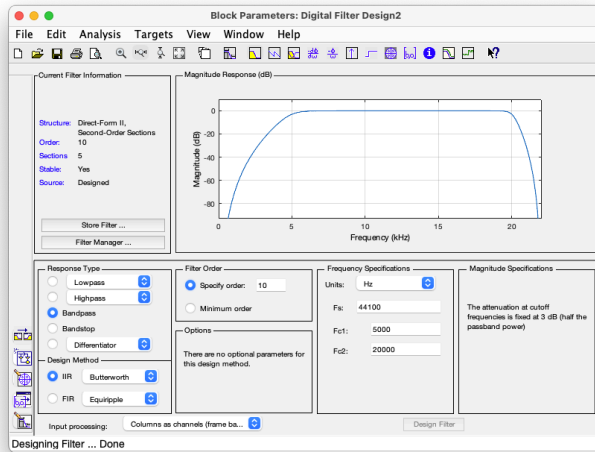 Block Parameters: Digital Filter Design2
File Edit Analysis Targets View Window Help
Current Filter Information
Structure: Direct-Form II,
Second-Order Sections
Order: 10
Sections 5
Stable: Yes
Source: Designed
Store Filter ...
Filter Manager ...
Magnitude Response (dB)
0
-20
-40
-60
-80
Magnitude (dB)
0 5 10 15 20
Frequency (kHz)
Response Type
Lowpass
Highpass
Bandpass
Bandstop
Differentiator
Design Method
IIR Butterworth
FIR Equiripple
Filter Order
Specify order: 10
Minimum order
Options
There are no optional parameters for
this design method.
Frequency Specifications
Units: Hz
Fs: 44100
Fc1: 5000
Fc2: 20000
Magnitude Specifications
The attenuation at cutoff
frequencies is fixed at 3 dB (half the
passband power)
Input processing: Columns as channels (frame ba...
Design Filter
Designing Filter ... Done